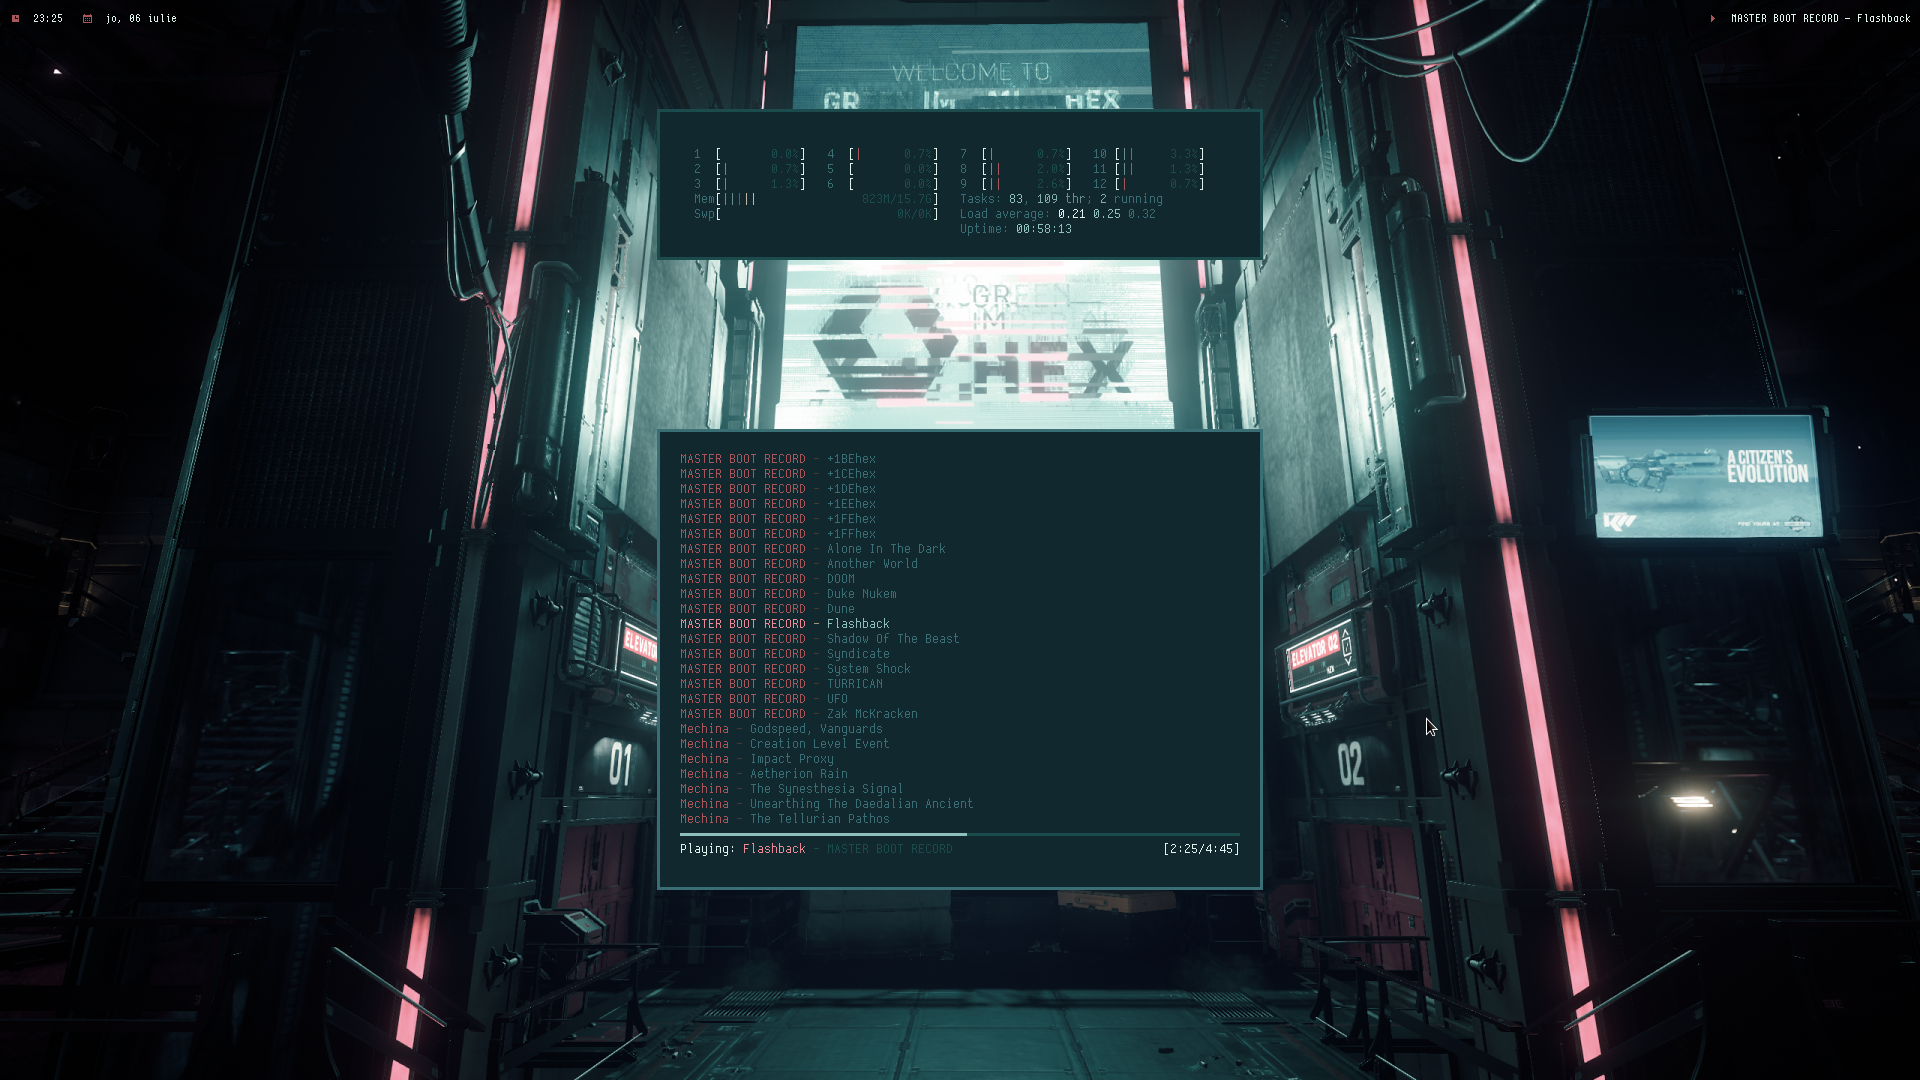 23:25 jo, 06 iulie
MASTER BOOT RECORD - Flashback
WELCOME TO
HEX
1 [ 0.0%] 4 [| 0.7%] 7 [| 0.7%] 10 [|| 3.3%]
2 [| 0.7%] 5 [ 0.0%] 8 [|| 2.0%] 11 [|| 1.3%]
3 [| 1.3%] 6 [ 0.0%] 9 [|| 2.6%] 12 [| 0.7%]
Mem[||||| 823M/15.7G] Tasks: 83, 109 thr; 2 running
Swp[ 0K/0K] Load average: 0.21 0.25 0.32
Uptime: 00:58:13
GREEN
HEX
MASTER BOOT RECORD - +1BEhex
MASTER BOOT RECORD - +1CEhex
MASTER BOOT RECORD - +1DEhex
MASTER BOOT RECORD - +1EEhex
MASTER BOOT RECORD - +1FEhex
MASTER BOOT RECORD - +1FFhex
MASTER BOOT RECORD - Alone In The Dark
MASTER BOOT RECORD - Another World
MASTER BOOT RECORD - DOOM
MASTER BOOT RECORD - Duke Nukem
MASTER BOOT RECORD - Dune
MASTER BOOT RECORD - Flashback
MASTER BOOT RECORD - Shadow Of The Beast
MASTER BOOT RECORD - Syndicate
MASTER BOOT RECORD - System Shock
MASTER BOOT RECORD - TURRICAN
MASTER BOOT RECORD - UFO
MASTER BOOT RECORD - Zak McKracken
Mechina - Godspeed, Vanguards
Mechina - Creation Level Event
Mechina - Impact Proxy
Mechina - Aetherion Rain
Mechina - The Synesthesia Signal
Mechina - Unearthing The Daedalian Ancient
Mechina - The Tellurian Pathos
Playing: Flashback - MASTER BOOT RECORD [2:25/4:45]
A CITIZEN'S
EVOLUTION
ELEVATO
ELEVATOR 02
01
02